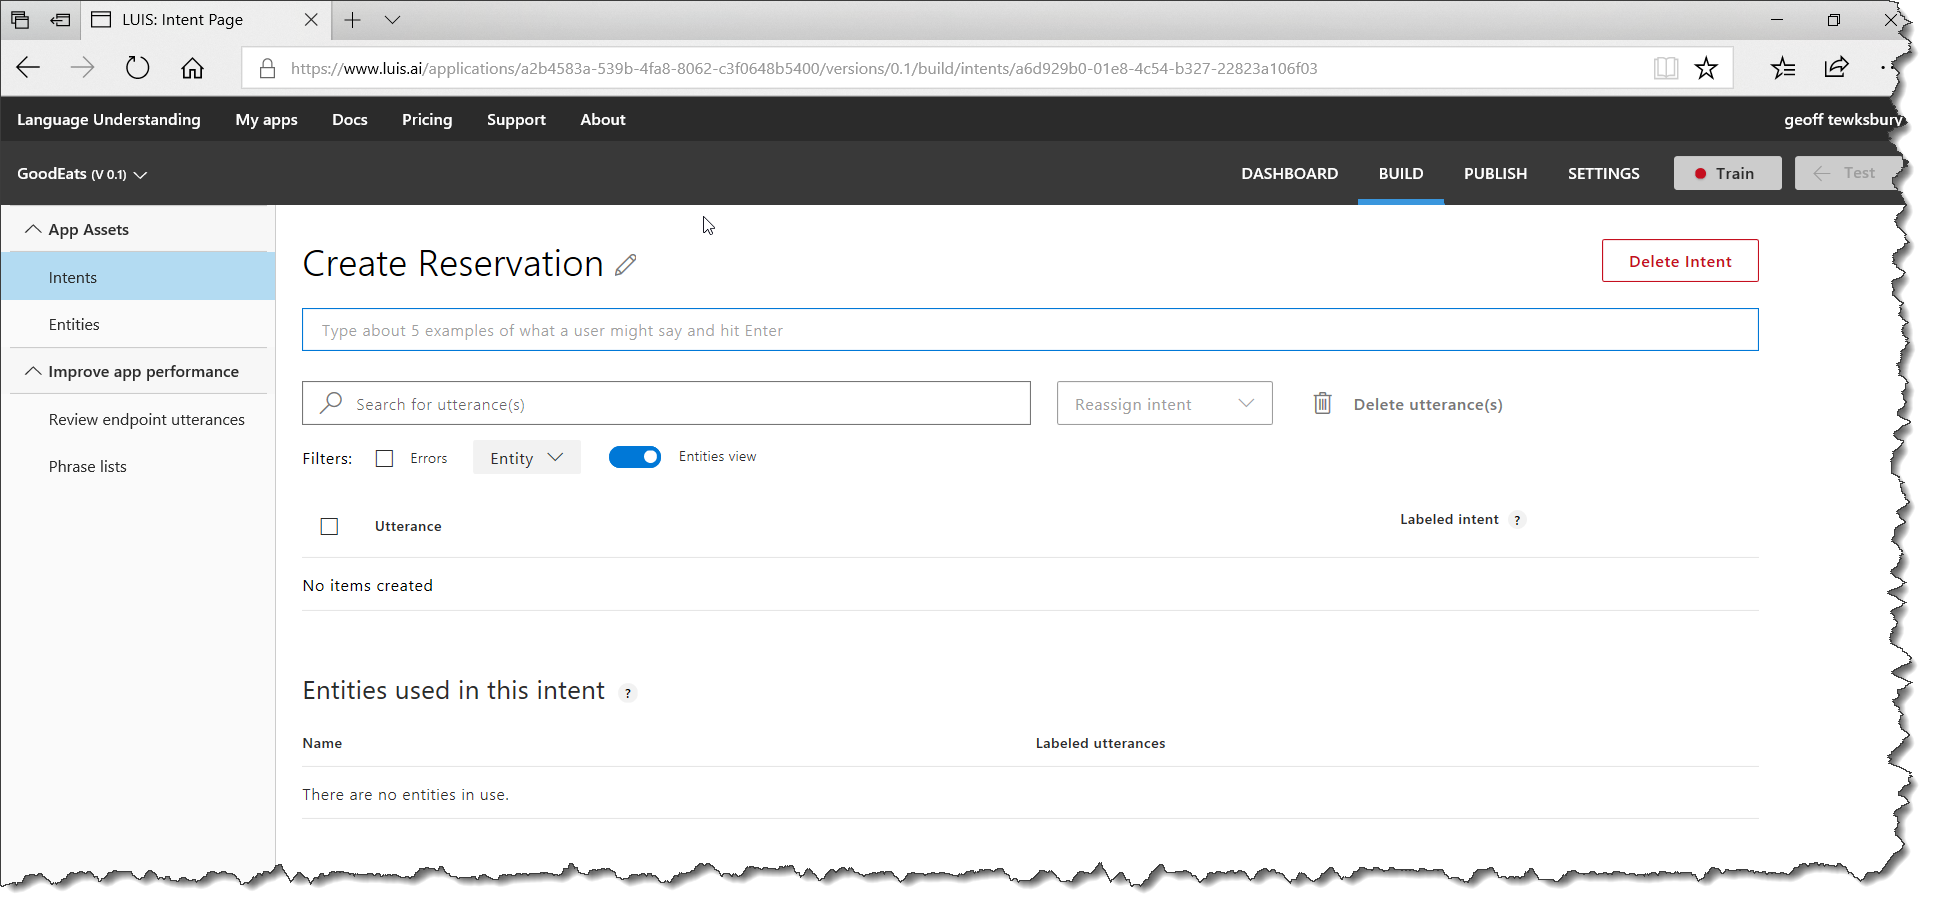 LUIS: Intent Page
https://www.luis.ai/applications/a2b4583a-539b-4fa8-8062-c3f0648b5400/versions/0.1/build/intents/a6d929b0-01e8-4c54-b327-22823a106f03
Language Understanding My apps Docs Pricing Support About geoff tewksbury
GoodEats (V 0.1) DASHBOARD BUILD PUBLISH SETTINGS Train Test
App Assets
Intents
Entities
Improve app performance
Review endpoint utterances
Phrase lists
Create Reservation
Delete Intent
Type about 5 examples of what a user might say and hit Enter
Search for utterance(s) Reassign intent Delete utterance(s)
Filters: Errors Entity Entities view
Utterance Labeled intent ?
No items created
Entities used in this intent ?
Name Labeled utterances
There are no entities in use.